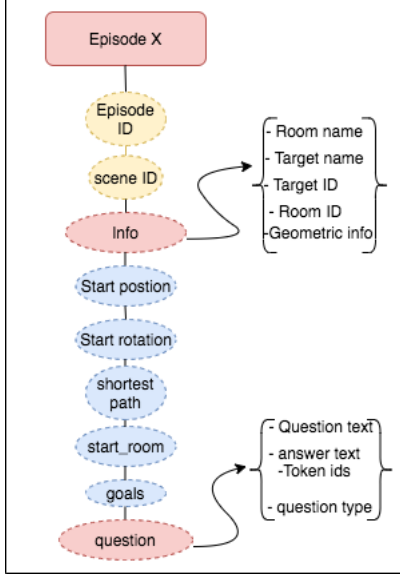 Episode X
Episode
ID
scene ID
Info
- Room name
- Target name
- Target ID
- Room ID
-Geometric info
Start postion
Start rotation
shortest
path
start_room
goals
question
- Question text
- answer text
-Token ids
- question type